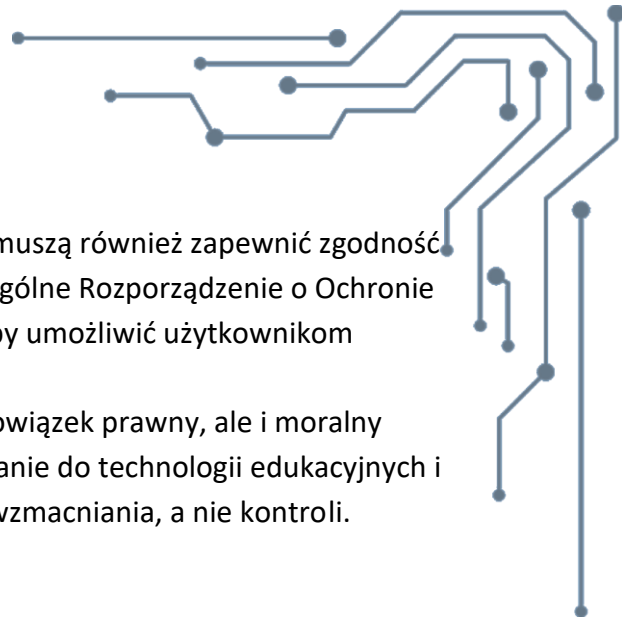 muszą również zapewnić zgodność
gólne Rozporządzenie o Ochronie
by umożliwić użytkownikom
owiązek prawny, ale i moralny
anie do technologii edukacyjnych i
wzmacniania, a nie kontroli.